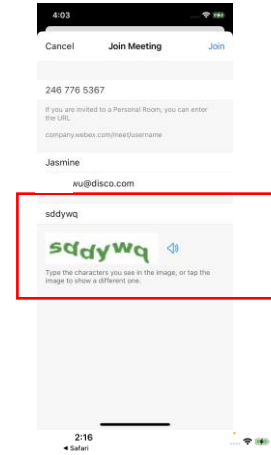 4:03
Cancel Join Meeting Join
246 776 5367
If you are invited to a Personal Room, you can enter
the URL
company.webex.com/meet/username
Jasmine
wu@disco.com
sddywq
sddywq
Type the characters you see in the image, or tap the
image to show a different one.
2:16
◄ Safari